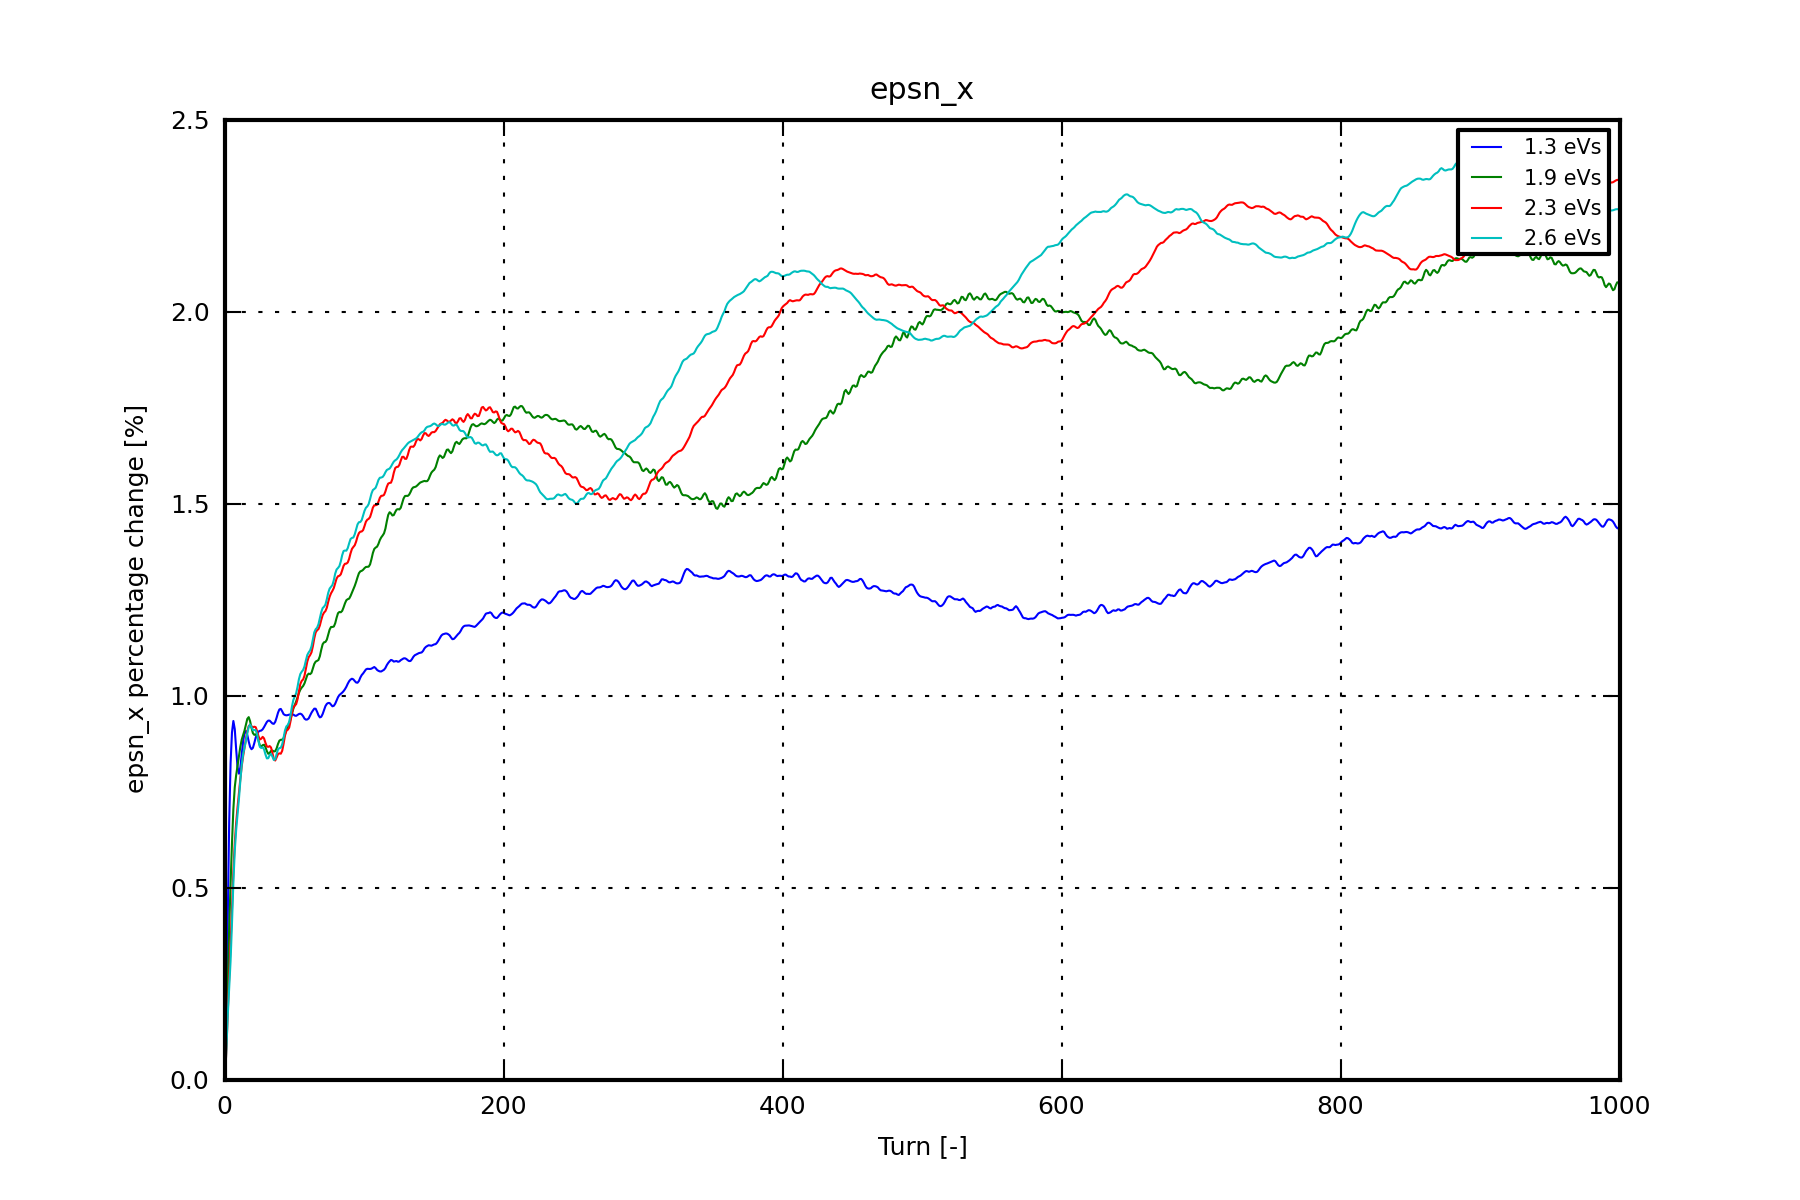 epsn_x
2.5
2.0
1.5
1.0
0.5
0.0
epsn_x percentage change [%]
0 200 400 600 800 1000
Turn [-]
1.3 eVs
1.9 eVs
2.3 eVs
2.6 eVs